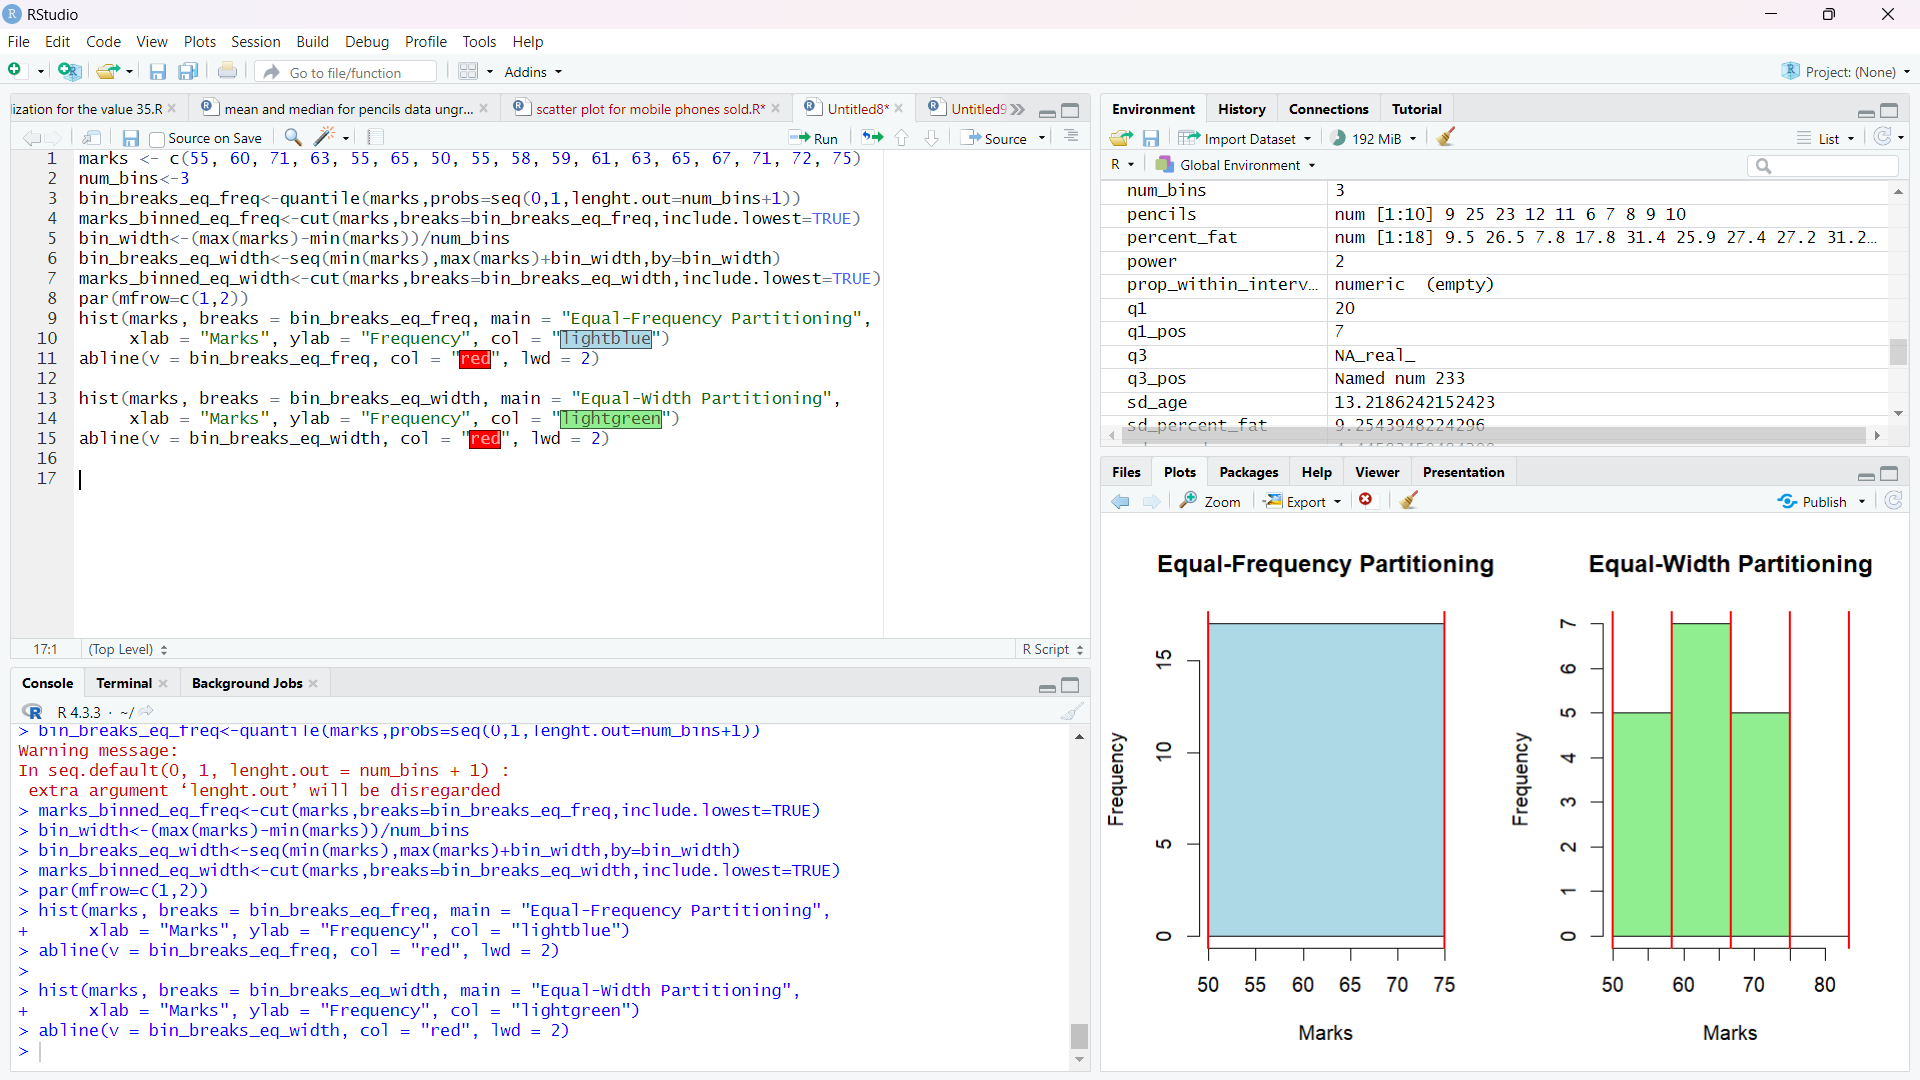 RStudio
File Edit Code View Plots Session Build Debug Profile Tools Help
Go to file/function Addins Project: (None)
ization for the value 35.R mean and median for pencils data ungr... scatter plot for mobile phones sold.R* Untitled8* Untitled9
Source on Save Run Source
1 marks <- c(55, 60, 71, 63, 55, 65, 50, 55, 58, 59, 61, 63, 65, 67, 71, 72, 75)
2 num_bins<-3
3 bin_breaks_eq_freq<-quantile(marks,probs=seq(0,1,lenght.out=num_bins+1))
4 marks_binned_eq_freq<-cut(marks,breaks=bin_breaks_eq_freq,include.lowest=TRUE)
5 bin_width<-(max(marks)-min(marks))/num_bins
6 bin_breaks_eq_width<-seq(min(marks),max(marks)+bin_width,by=bin_width)
7 marks_binned_eq_width<-cut(marks,breaks=bin_breaks_eq_width,include.lowest=TRUE)
8 par(mfrow=c(1,2))
9 hist(marks, breaks = bin_breaks_eq_freq, main = "Equal-Frequency Partitioning",
10 xlab = "Marks", ylab = "Frequency", col = "lightblue")
11 abline(v = bin_breaks_eq_freq, col = "red", lwd = 2)
12
13 hist(marks, breaks = bin_breaks_eq_width, main = "Equal-Width Partitioning",
14 xlab = "Marks", ylab = "Frequency", col = "lightgreen")
15 abline(v = bin_breaks_eq_width, col = "red", lwd = 2)
16
17
17:1 (Top Level) R Script
Console Terminal Background Jobs
R R 4.3.3 · ~/
> bin_breaks_eq_freq<-quantile(marks,probs=seq(0,1,lenght.out=num_bins+1))
Warning message:
In seq.default(0, 1, lenght.out = num_bins + 1) :
extra argument ‘lenght.out’ will be disregarded
> marks_binned_eq_freq<-cut(marks,breaks=bin_breaks_eq_freq,include.lowest=TRUE)
> bin_width<-(max(marks)-min(marks))/num_bins
> bin_breaks_eq_width<-seq(min(marks),max(marks)+bin_width,by=bin_width)
> marks_binned_eq_width<-cut(marks,breaks=bin_breaks_eq_width,include.lowest=TRUE)
> par(mfrow=c(1,2))
> hist(marks, breaks = bin_breaks_eq_freq, main = "Equal-Frequency Partitioning",
+ xlab = "Marks", ylab = "Frequency", col = "lightblue")
> abline(v = bin_breaks_eq_freq, col = "red", lwd = 2)
>
> hist(marks, breaks = bin_breaks_eq_width, main = "Equal-Width Partitioning",
+ xlab = "Marks", ylab = "Frequency", col = "lightgreen")
> abline(v = bin_breaks_eq_width, col = "red", lwd = 2)
>
Environment History Connections Tutorial
Import Dataset 192 MiB List
R Global Environment
num_bins 3
pencils num [1:10] 9 25 23 12 11 6 7 8 9 10
percent_fat num [1:18] 9.5 26.5 7.8 17.8 31.4 25.9 27.4 27.2 31.2...
power 2
prop_within_interv... numeric (empty)
q1 20
q1_pos 7
q3 NA_real_
q3_pos Named num 233
sd_age 13.2186242152423
sd_percent_fat 9.2543948224296
Files Plots Packages Help Viewer Presentation
Zoom Export Publish
Equal-Frequency Partitioning
Frequency
15
10
5
0
50 55 60 65 70 75
Marks
Equal-Width Partitioning
Frequency
7
6
5
4
3
2
1
0
50 60 70 80
Marks